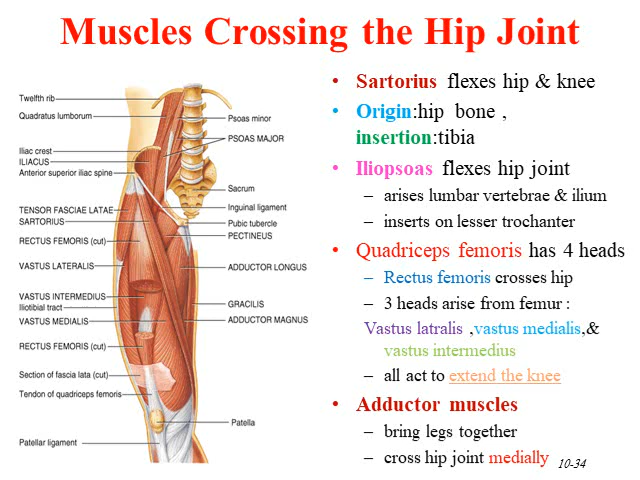 Muscles Crossing the Hip Joint
Twelfth rib
Quadratus lumborum
Iliac crest
ILIACUS
Anterior superior iliac spine
TENSOR FASCIAE LATAE
SARTORIUS
RECTUS FEMORIS (cut)
VASTUS LATERALIS
VASTUS INTERMEDIUS
Iliotibial tract
VASTUS MEDIALIS
RECTUS FEMORIS (cut)
Section of fascia lata (cut)
Tendon of quadriceps femoris
Patellar ligament
Psoas minor
PSOAS MAJOR
Sacrum
Inguinal ligament
Pubic tubercle
PECTINEUS
ADDUCTOR LONGUS
GRACILIS
ADDUCTOR MAGNUS
Patella
• Sartorius flexes hip & knee
• Origin:hip bone ,
insertion:tibia
• Iliopsoas flexes hip joint
– arises lumbar vertebrae & ilium
– inserts on lesser trochanter
• Quadriceps femoris has 4 heads
– Rectus femoris crosses hip
– 3 heads arise from femur :
Vastus latralis ,vastus medialis,&
vastus intermedius
– all act to extend the knee
• Adductor muscles
– bring legs together
– cross hip joint medially
10-34